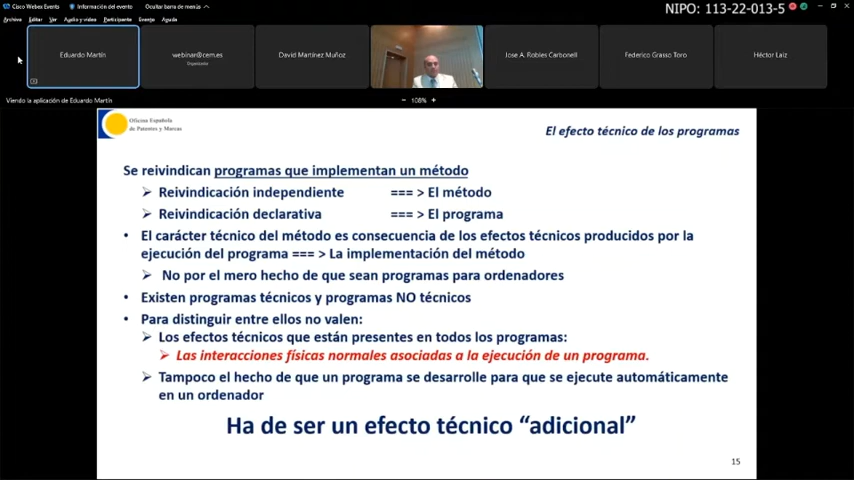 Cisco Webex Events
Información del evento
Ocultar barra de menús
NIPO: 113-22-013-5
Archivo Editar Ver Audio y vídeo Participante Evento Ayuda
Eduardo Martín
webinar@cem.es
Organizador
David Martínez Muñoz
Jose A. Robles Carbonell
Federico Grasso Toro
Héctor Laiz
Viendo la aplicación de Eduardo Martín
− 108% +
Oficina Española
de Patentes y Marcas
El efecto técnico de los programas
Se reivindican programas que implementan un método
➢ Reivindicación independiente === > El método
➢ Reivindicación declarativa === > El programa
• El carácter técnico del método es consecuencia de los efectos técnicos producidos por la
ejecución del programa === > La implementación del método
➢ No por el mero hecho de que sean programas para ordenadores
• Existen programas técnicos y programas NO técnicos
• Para distinguir entre ellos no valen:
➢ Los efectos técnicos que están presentes en todos los programas:
➢ Las interacciones físicas normales asociadas a la ejecución de un programa.
➢ Tampoco el hecho de que un programa se desarrolle para que se ejecute automáticamente
en un ordenador
Ha de ser un efecto técnico “adicional”
15